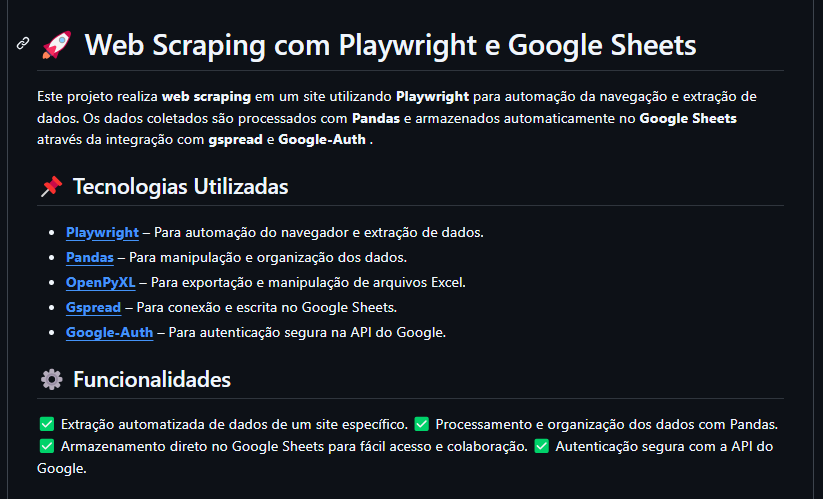 🚀 Web Scraping com Playwright e Google Sheets
Este projeto realiza web scraping em um site utilizando Playwright para automação da navegação e extração de
dados. Os dados coletados são processados com Pandas e armazenados automaticamente no Google Sheets
através da integração com gspread e Google-Auth .
📌 Tecnologias Utilizadas
• Playwright – Para automação do navegador e extração de dados.
• Pandas – Para manipulação e organização dos dados.
• OpenPyXL – Para exportação e manipulação de arquivos Excel.
• Gspread – Para conexão e escrita no Google Sheets.
• Google-Auth – Para autenticação segura na API do Google.
⚙️ Funcionalidades
✅ Extração automatizada de dados de um site específico. ✅ Processamento e organização dos dados com Pandas.
✅ Armazenamento direto no Google Sheets para fácil acesso e colaboração. ✅ Autenticação segura com a API do
Google.